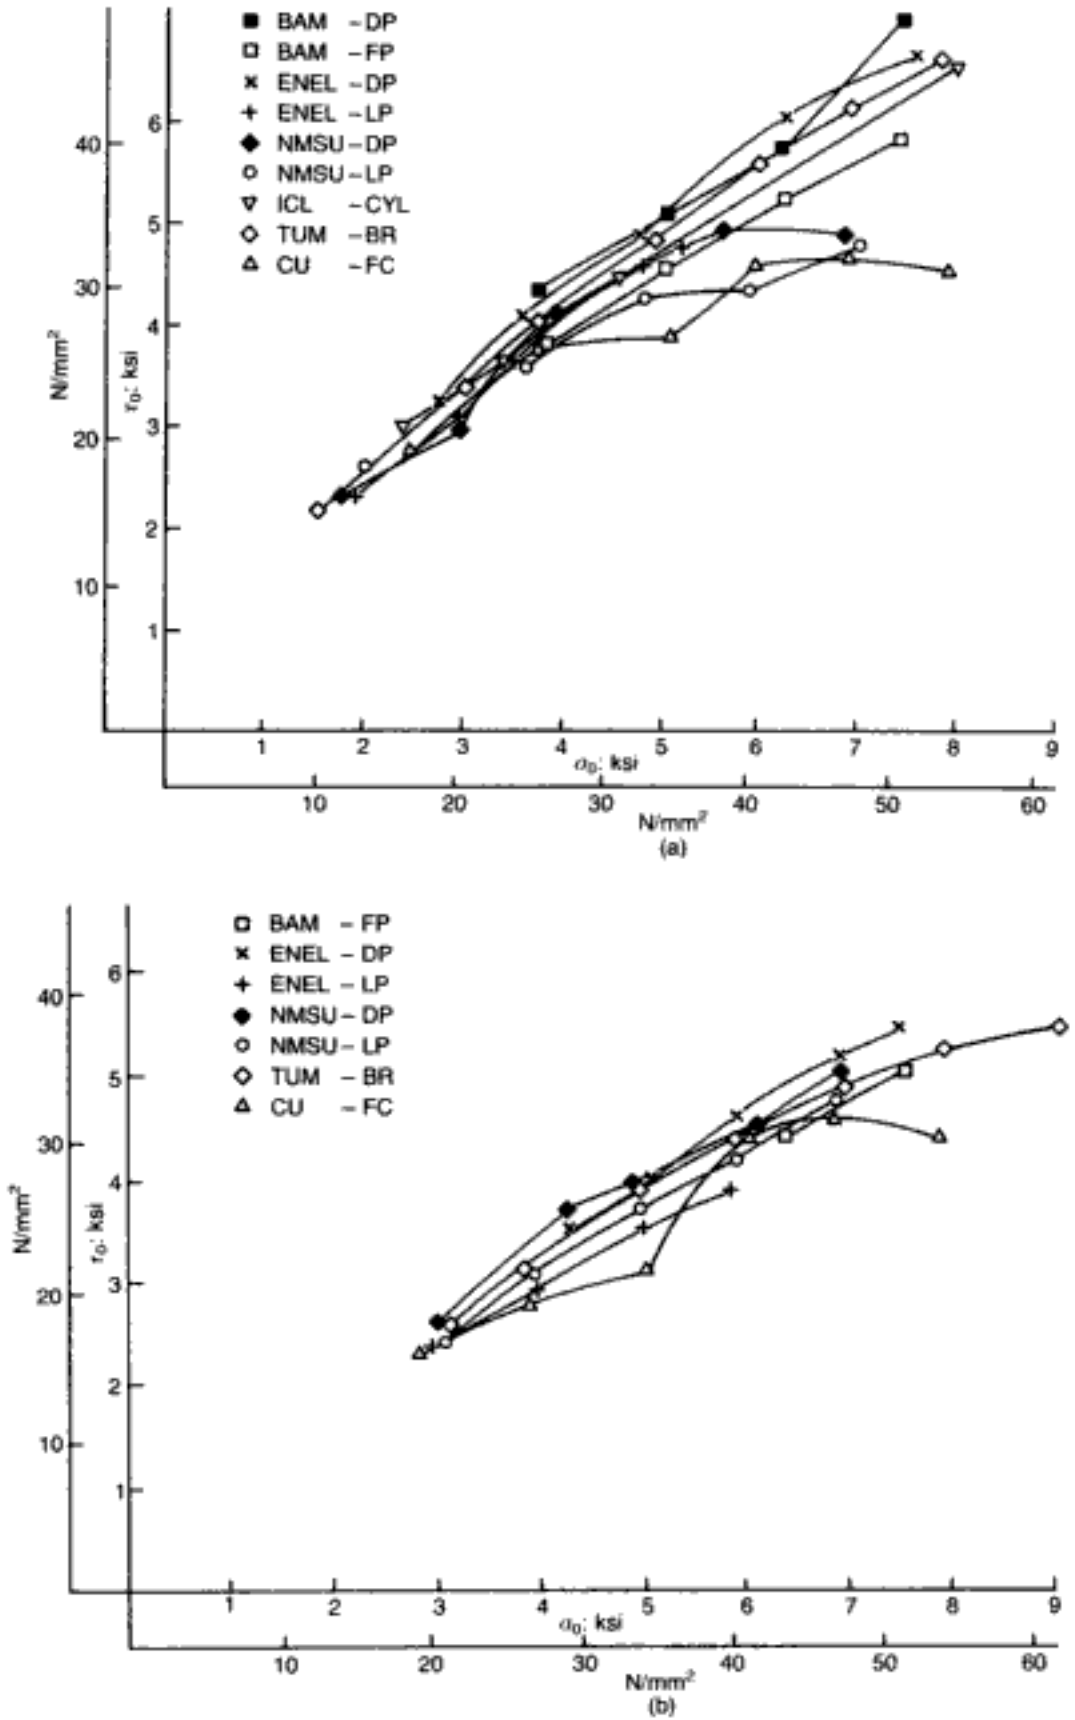 BAM ~DP
BAM –FP
ENEL ~DP
ENEL –LP
NMSU–DP
NMSU–LP
ICL ~CYL
TUM –BR
CU ~FC
6
5
4
3
2
1
40
30
20
10
N/mm²
τ₀: ksi
1 2 3 4 5 6 7 8 9
σ₀: ksi
10 20 30 40 50 60
N/mm²
(a)
BAM – FP
ENEL – DP
ENEL – LP
NMSU – DP
NMSU – LP
TUM – BR
CU ~ FC
6
5
4
3
2
1
40
30
20
10
N/mm²
τ₀: ksi
1 2 3 4 5 6 7 8 9
σ₀: ksi
10 20 30 40 50 60
N/mm²
(b)